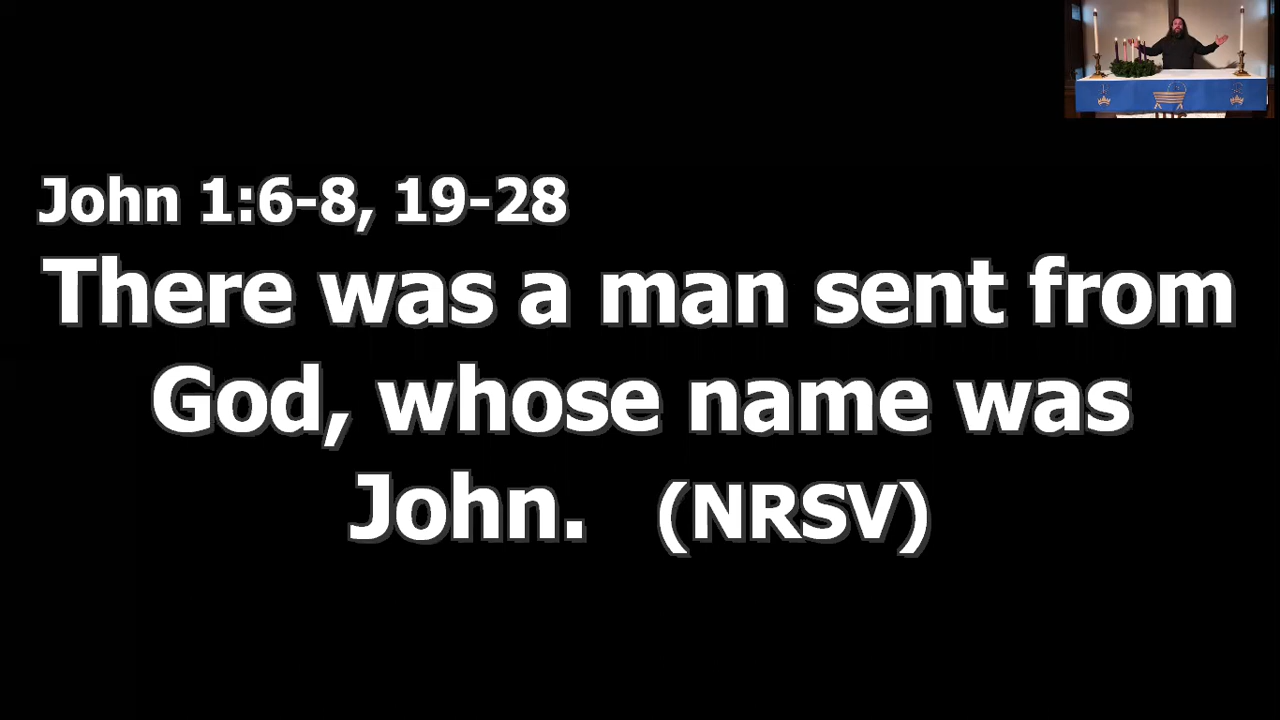 John 1:6-8, 19-28
There was a man sent from
God, whose name was
John. (NRSV)